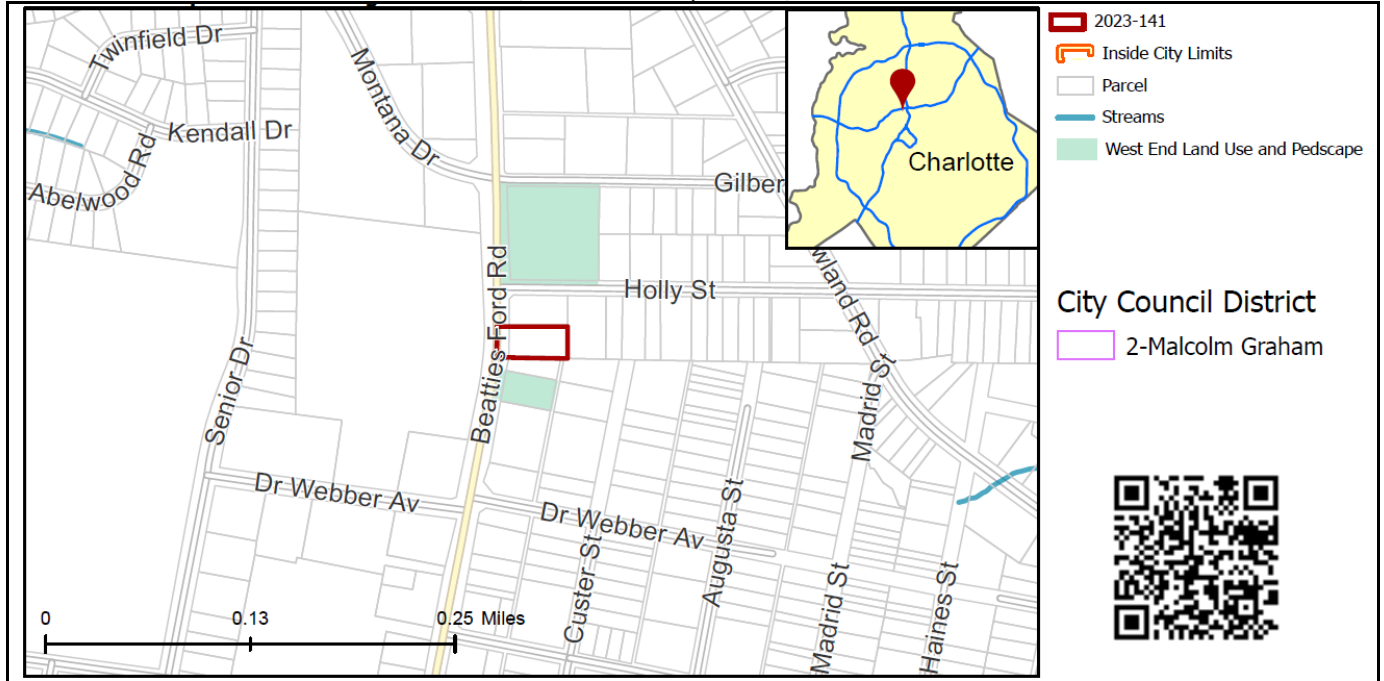 Twinfield Dr
Montana Dr
Kendall Dr
Abelwood Rd
Gilber
Charlotte
Beatties Ford Rd
Holly St
wland Rd
Senior Dr
Madrid St
Dr Webber Av
Dr Webber Av
Custer St
Augusta St
Madrid St
Haines St
0
0.13
0.25 Miles
2023-141
Inside City Limits
Parcel
Streams
West End Land Use and Pedscape
City Council District
2-Malcolm Graham